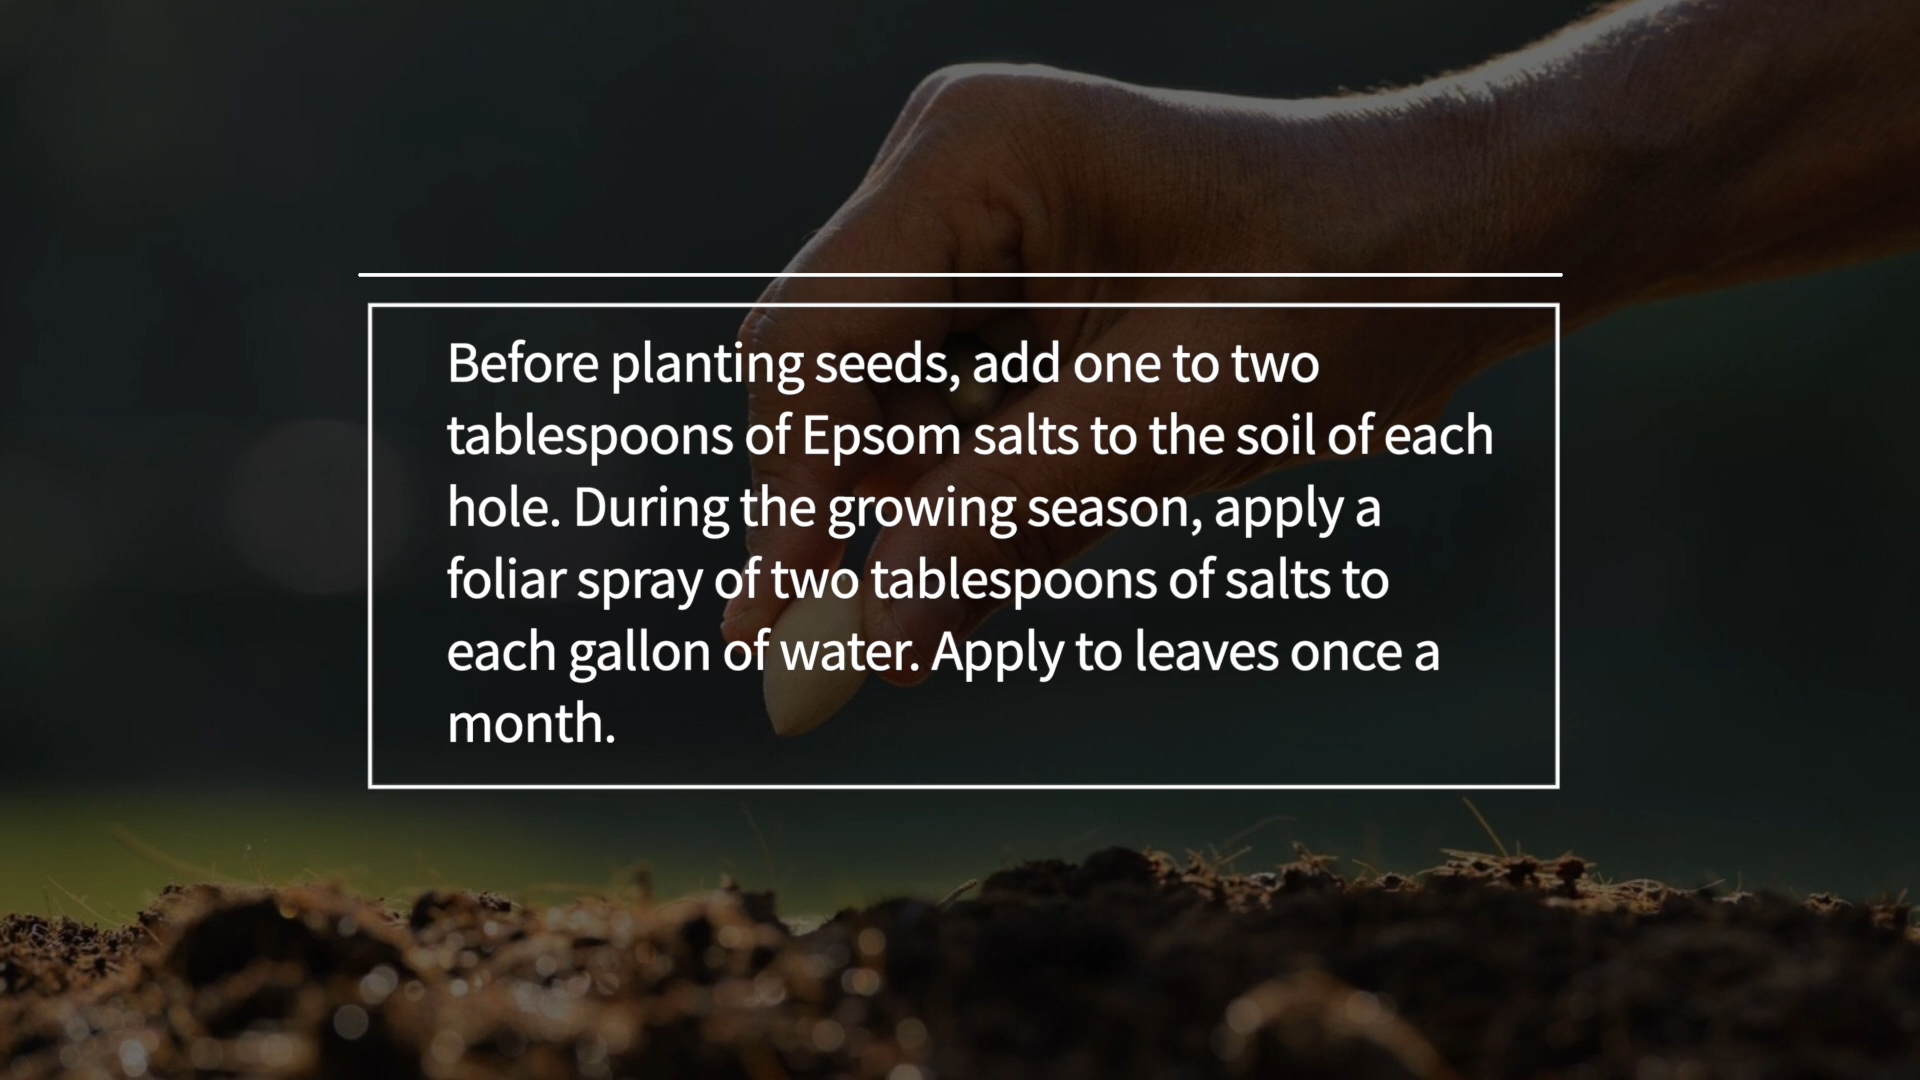 Before planting seeds, add one to two
tablespoons of Epsom salts to the soil of each
hole. During the growing season, apply a
foliar spray of two tablespoons of salts to
each gallon of water. Apply to leaves once a
month.